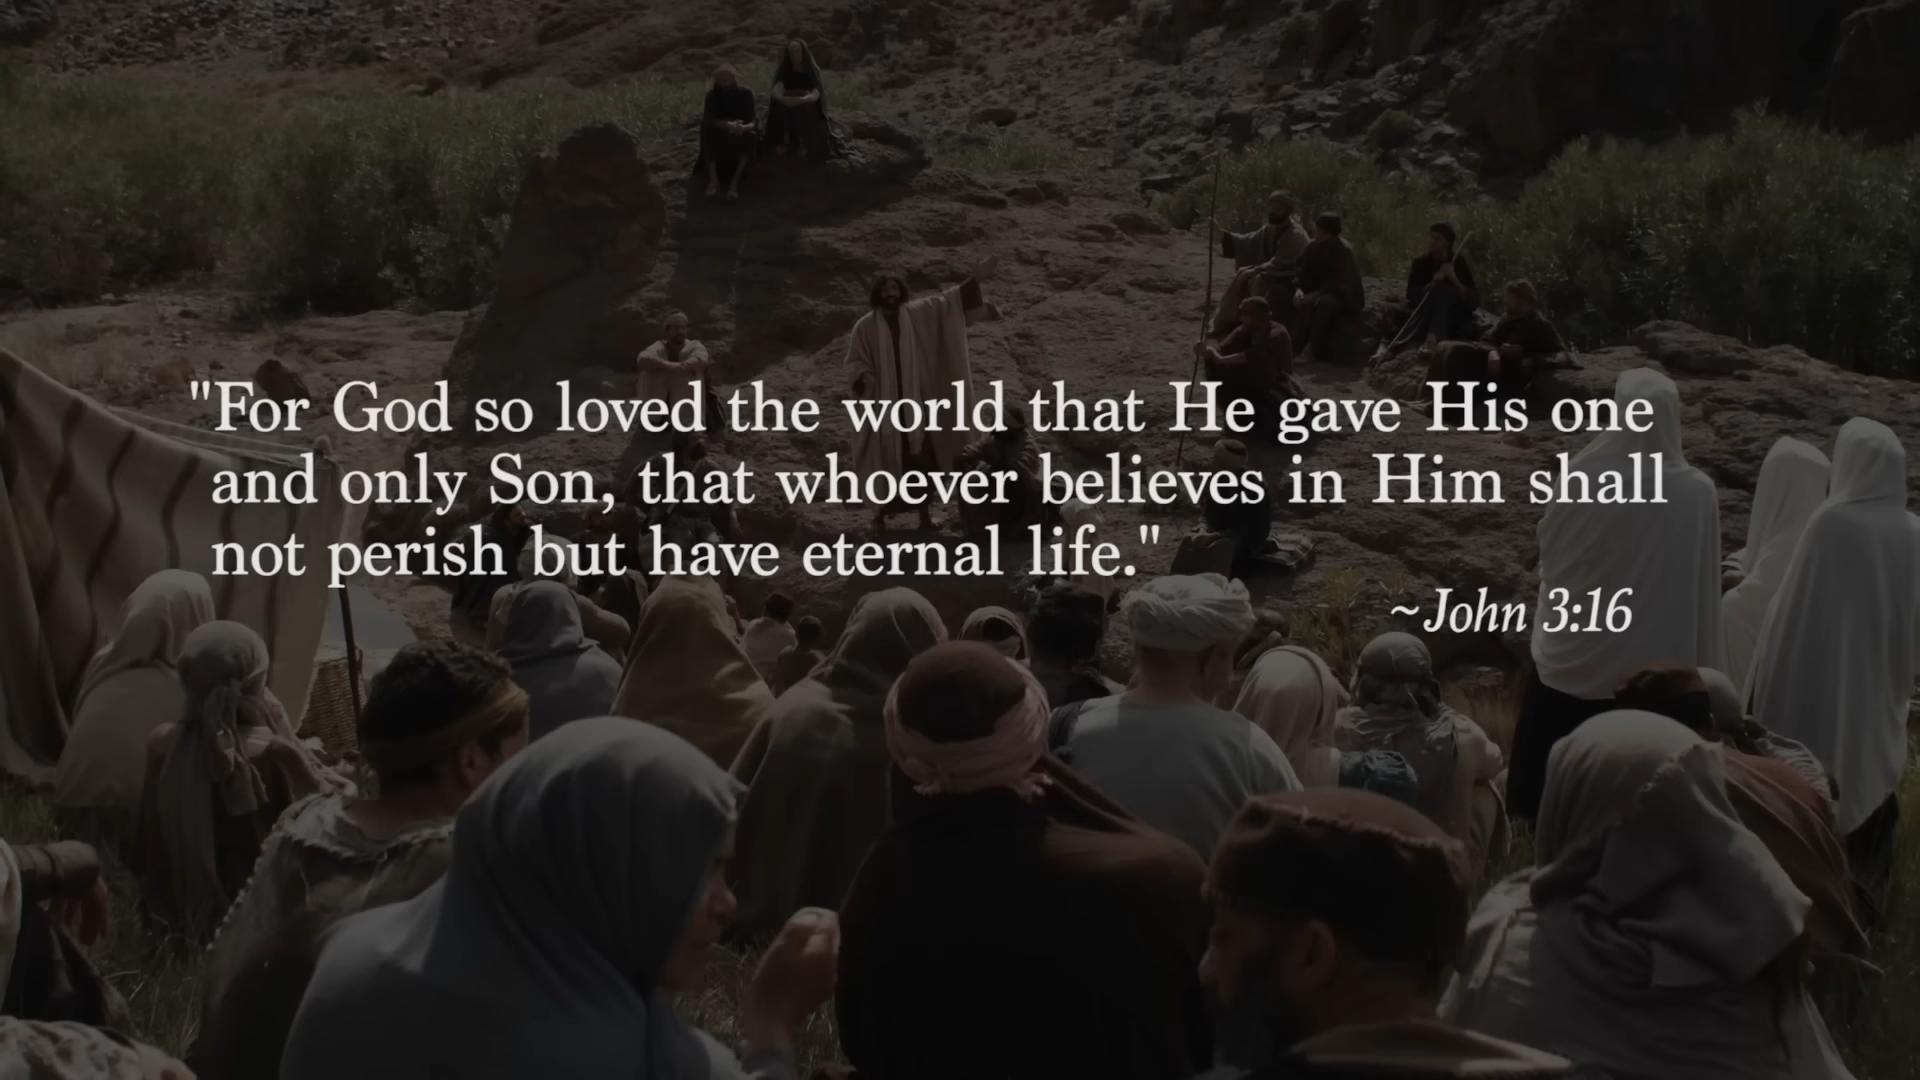 "For God so loved the world that He gave His one
and only Son, that whoever believes in Him shall
not perish but have eternal life."
~John 3:16